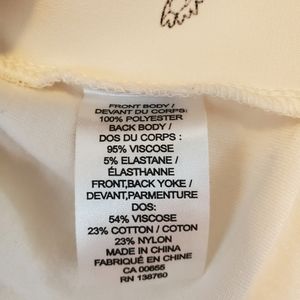 FRONT BODY /
DEVANT DU CORPS:
100% POLYESTER
BACK BODY /
DOS DU CORPS :
95% VISCOSE
5% ELASTANE /
ÉLASTHANNE
FRONT,BACK YOKE /
DEVANT,PARMENTURE
DOS:
54% VISCOSE
23% COTTON / COTON
23% NYLON
MADE IN CHINA
FABRIQUÉ EN CHINE
CA 00655
RN 138760